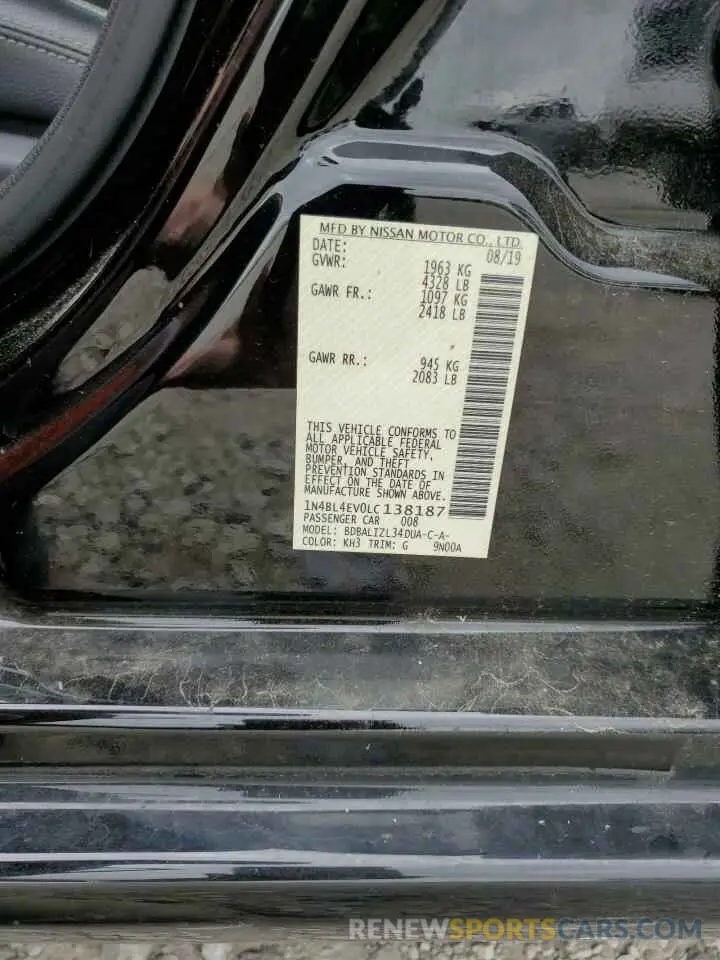 MFD BY NISSAN MOTOR CO., LTD.
DATE: 08/19
GVWR: 1963 KG
4328 LB
GAWR FR.: 1097 KG
2418 LB
GAWR RR.: 945 KG
2083 LB
THIS VEHICLE CONFORMS TO
ALL APPLICABLE FEDERAL
MOTOR VEHICLE SAFETY,
BUMPER, AND THEFT
PREVENTION STANDARDS IN
EFFECT ON THE DATE OF
MANUFACTURE SHOWN ABOVE.
1N4BL4EV0LC138187
PASSENGER CAR 008
MODEL: BDBALIZL34DUA-C-A-
COLOR: KH3 TRIM: G 9N00A
RENEWSPORTSCARS.COM